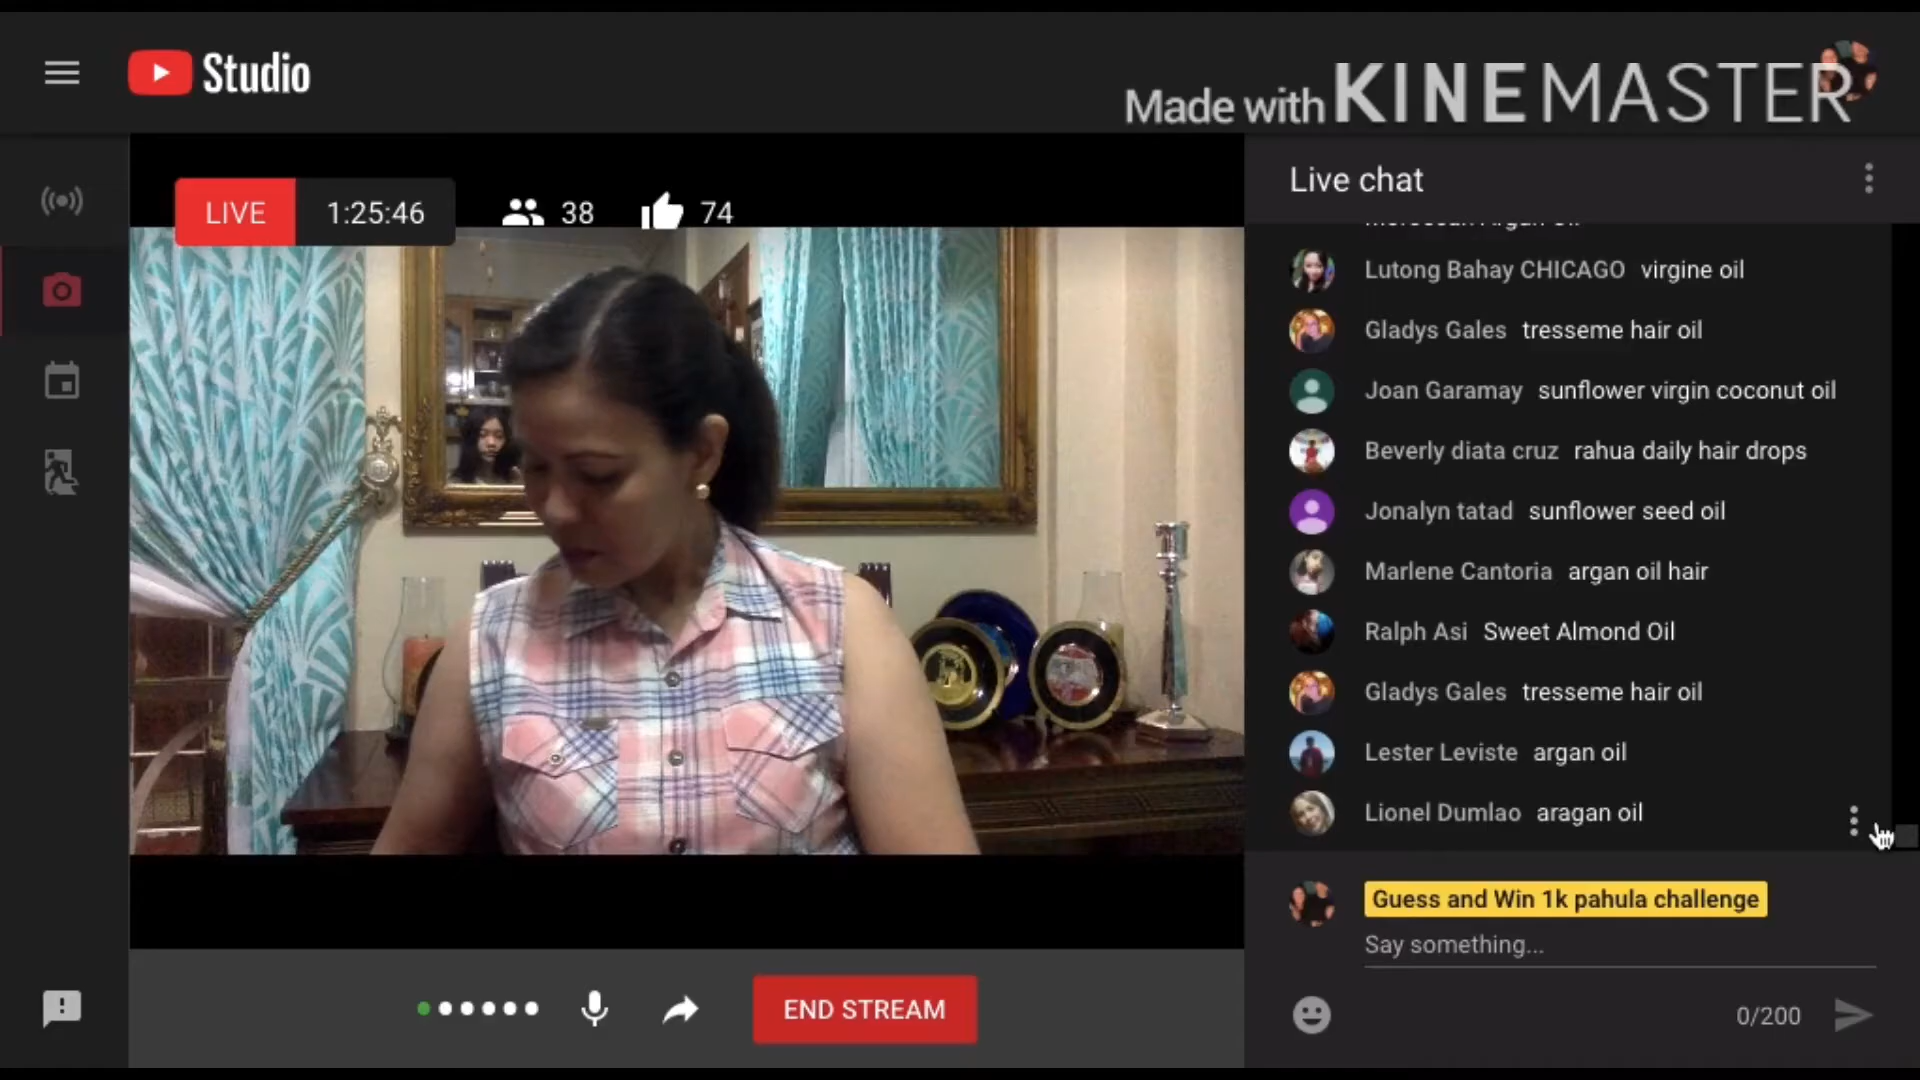 Studio
Made with KINEMASTER
LIVE 1:25:46 38 74
Live chat
Moroccan Argan Oil
Lutong Bahay CHICAGO virgine oil
Gladys Gales tresseme hair oil
Joan Garamay sunflower virgin coconut oil
Beverly diata cruz rahua daily hair drops
Jonalyn tatad sunflower seed oil
Marlene Cantoria argan oil hair
Ralph Asi Sweet Almond Oil
Gladys Gales tresseme hair oil
Lester Leviste argan oil
Lionel Dumlao aragan oil
Guess and Win 1k pahula challenge
Say something...
END STREAM
0/200